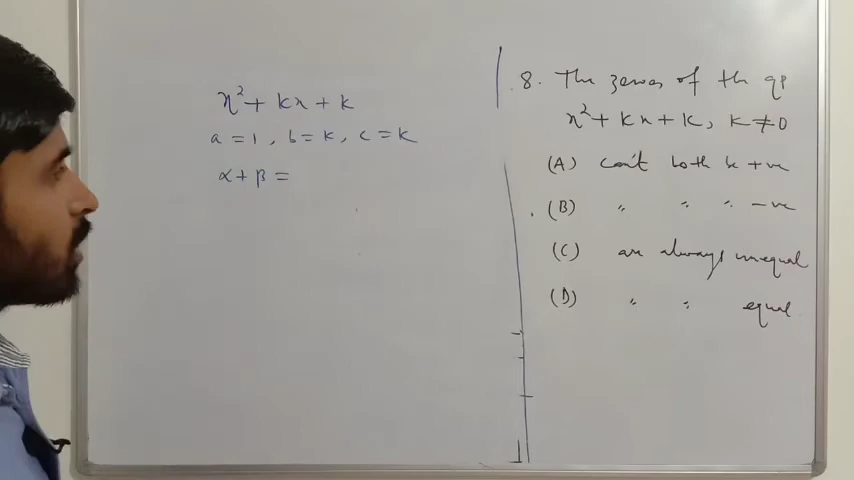 x² + kx + k
a = 1, b = k, c = k
α + β =
8. The zeroes of the qp
x² + kx + k, k ≠ 0
(A) can't both be +ve
(B) " " " -ve
(C) are always unequal
(D) " " equal